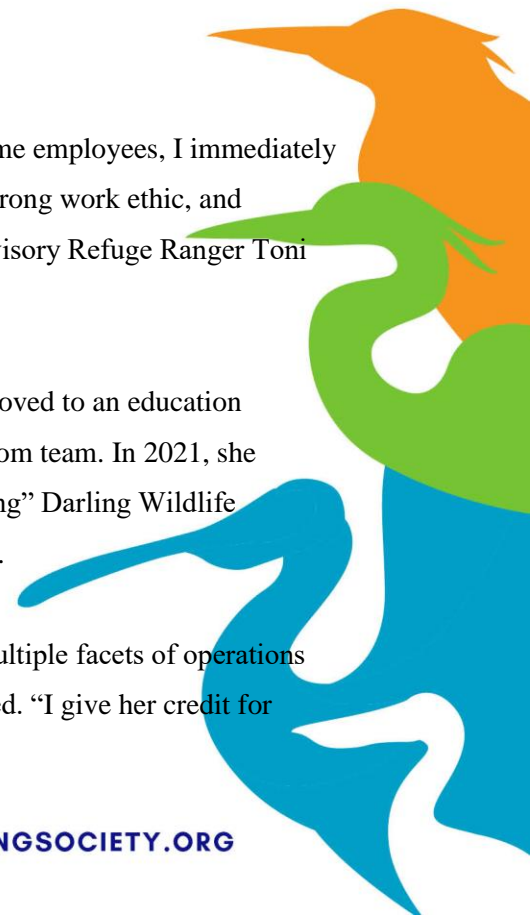 me employees, I immediately
rong work ethic, and
visory Refuge Ranger Toni
oved to an education
om team. In 2021, she
ng” Darling Wildlife
.
ultiple facets of operations
ed. “I give her credit for
NGSOCIETY.ORG